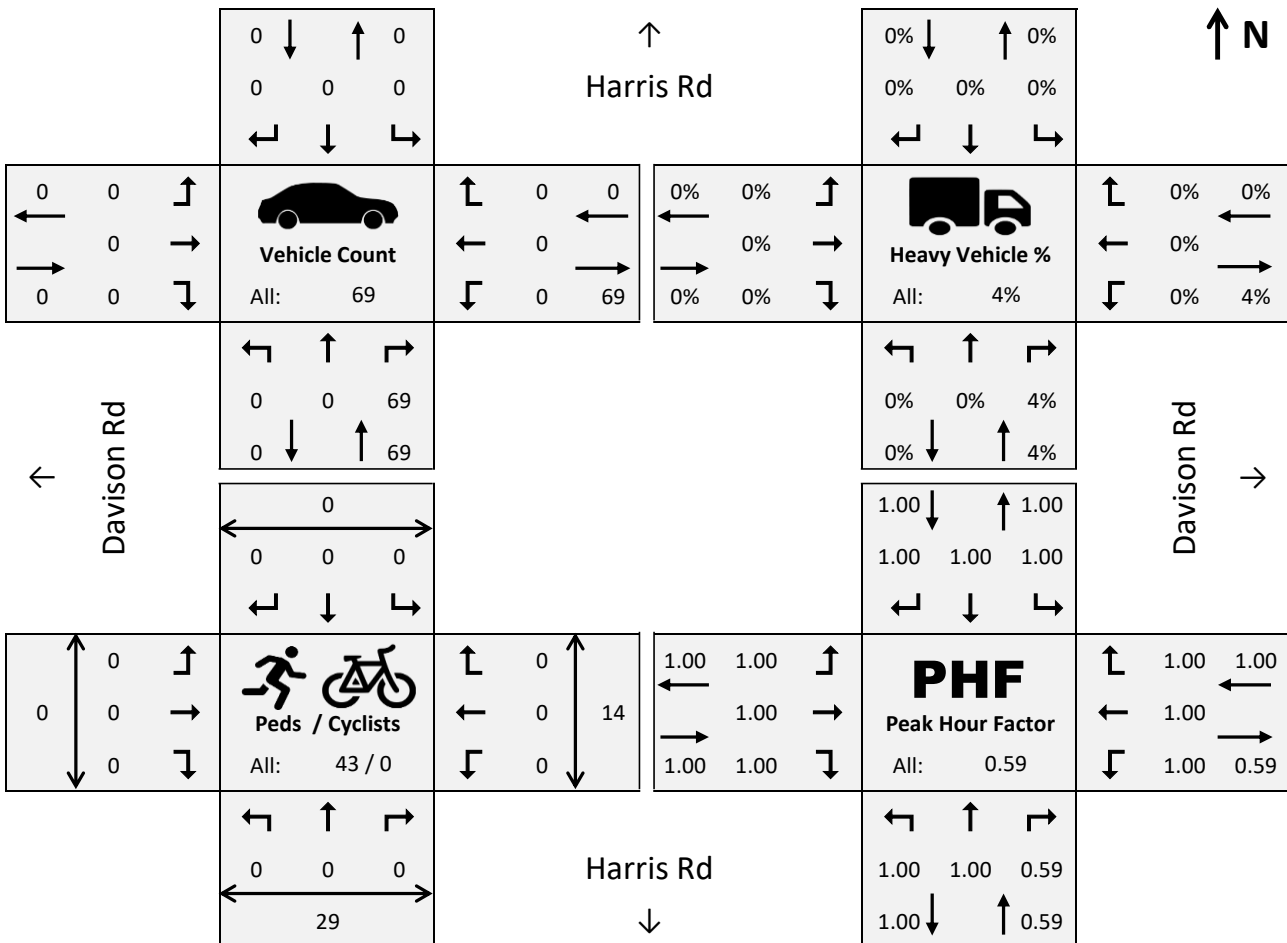 0 0
0 0 0
Harris Rd
0% 0%
0% 0% 0%
N
0 0
0
0 0
Vehicle Count
All: 69
0 0
0
0 69
0% 0%
0%
0% 0%
Heavy Vehicle %
All: 4%
0% 0%
0%
0% 4%
0 0 69
0 69
0% 0% 4%
0% 4%
Davison Rd
Davison Rd
0
0 0 0
1.00 1.00
1.00 1.00 1.00
0
0
0
0
Peds / Cyclists
All: 43 / 0
0
0
0
14
1.00 1.00
1.00
1.00 1.00
PHF
Peak Hour Factor
All: 0.59
1.00 1.00
1.00
1.00 0.59
0 0 0
29
Harris Rd
1.00 1.00 0.59
1.00 0.59